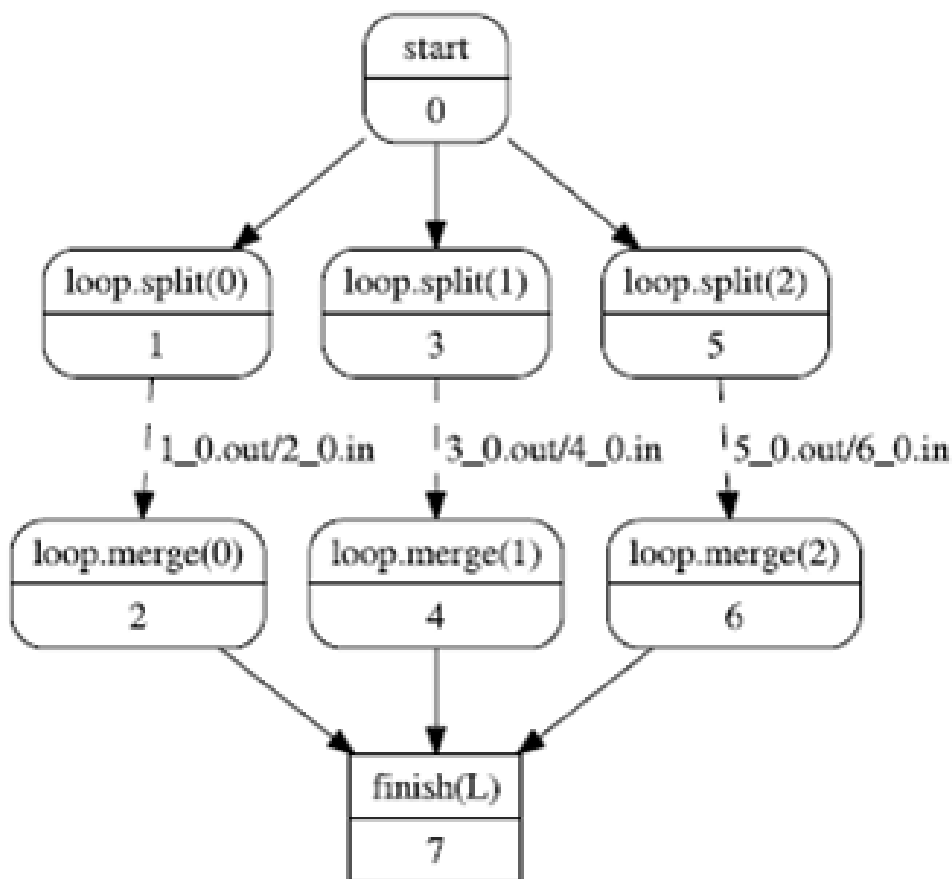 start
0
loop.split(0)
loop.split(1)
loop.split(2)
1
3
5
1_0.out/2_0.in
3_0.out/4_0.in
5_0.out/6_0.in
loop.merge(0)
loop.merge(1)
loop.merge(2)
2
4
6
finish(L)
7